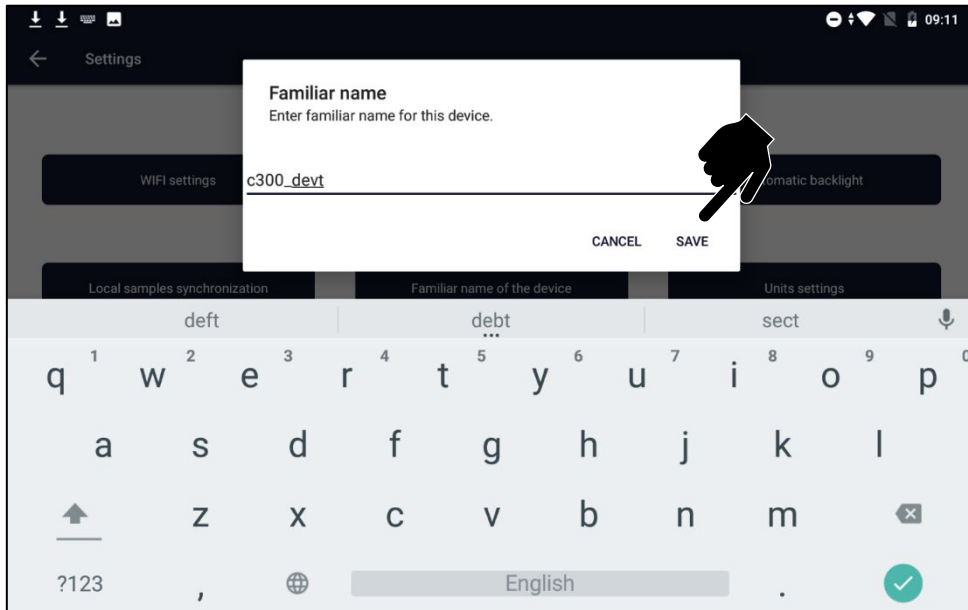 09:11
Settings
Familiar name
Enter familiar name for this device.
WIFI settings
c300_devt
omatic backlight
CANCEL SAVE
Local samples synchronization Familiar name of the device Units settings
deft debt sect
1 2 3 4 5 6 7 8 9 0
q w e r t y u i o p
a s d f g h j k l
z x c v b n m
?123 , English .